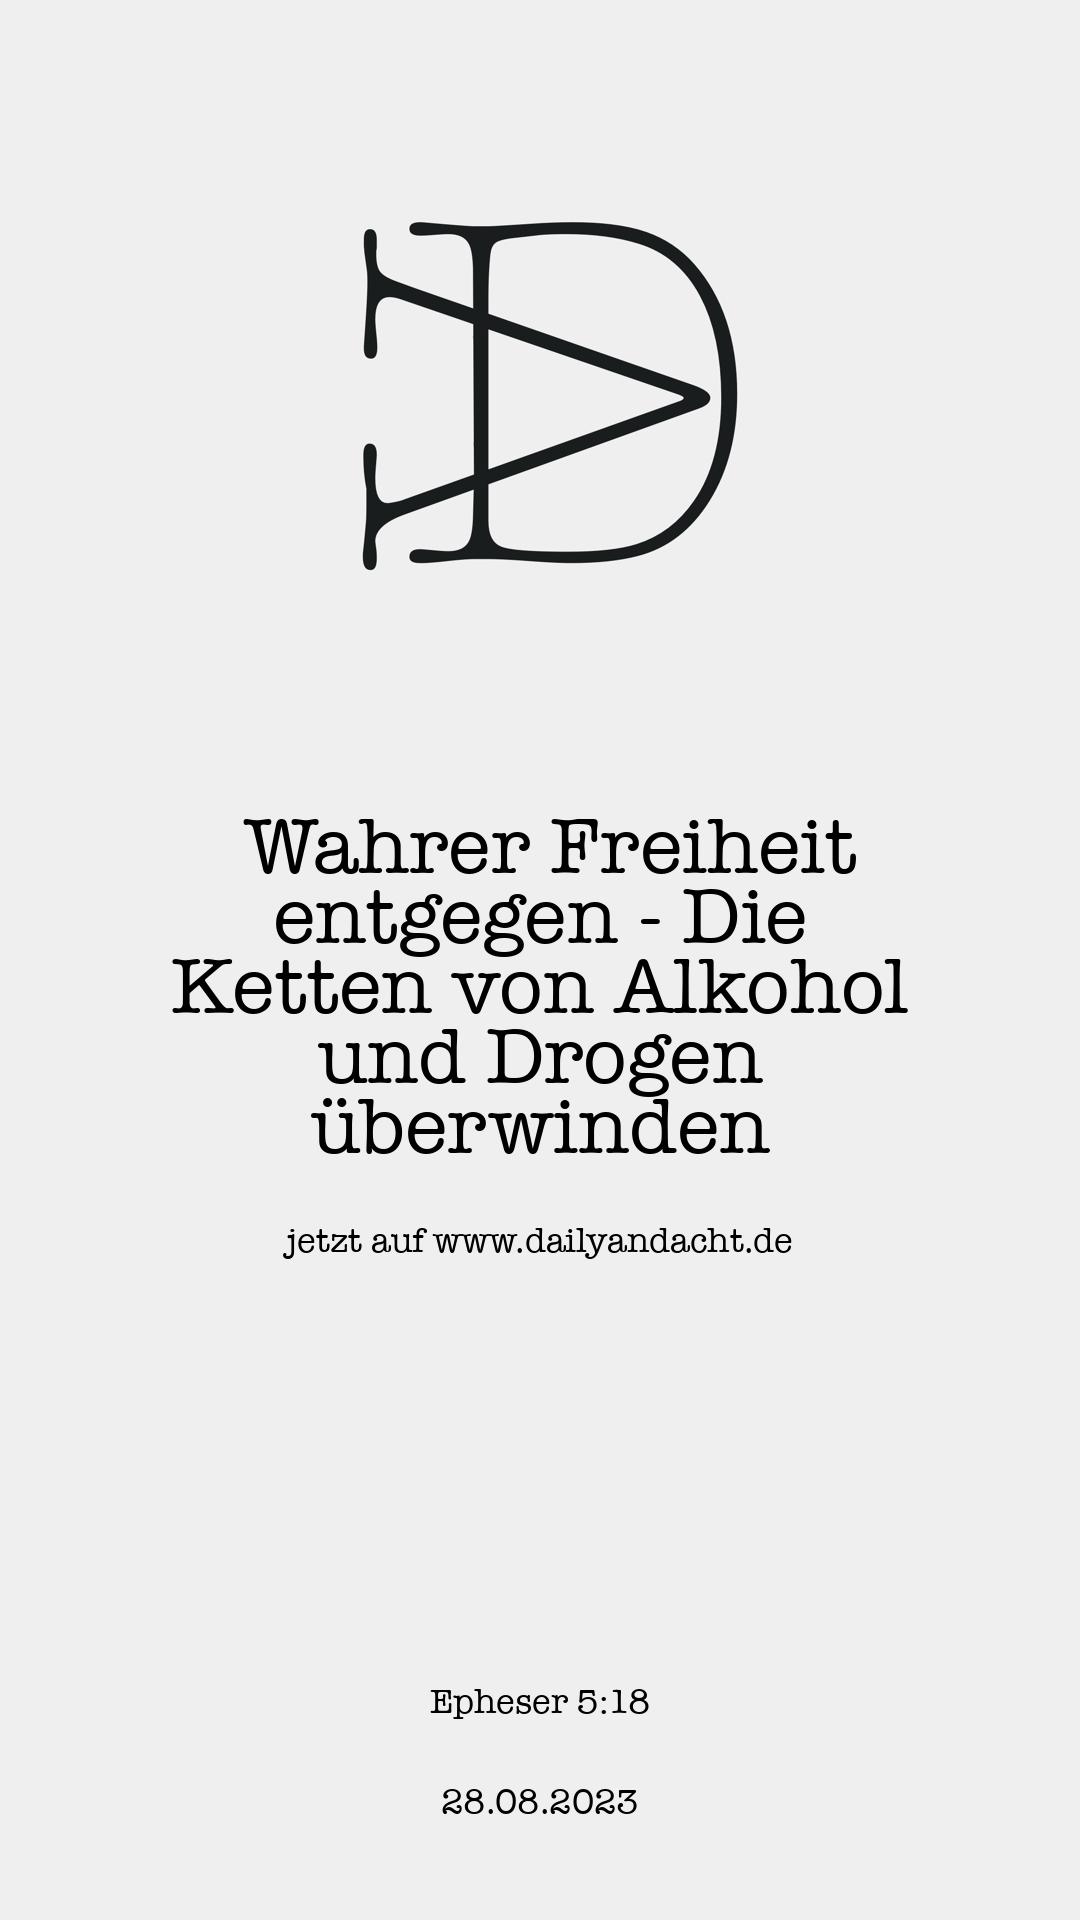 Wahrer Freiheit
entgegen - Die
Ketten von Alkohol
und Drogen
überwinden
jetzt auf www.dailyandacht.de
Epheser 5:18
28.08.2023